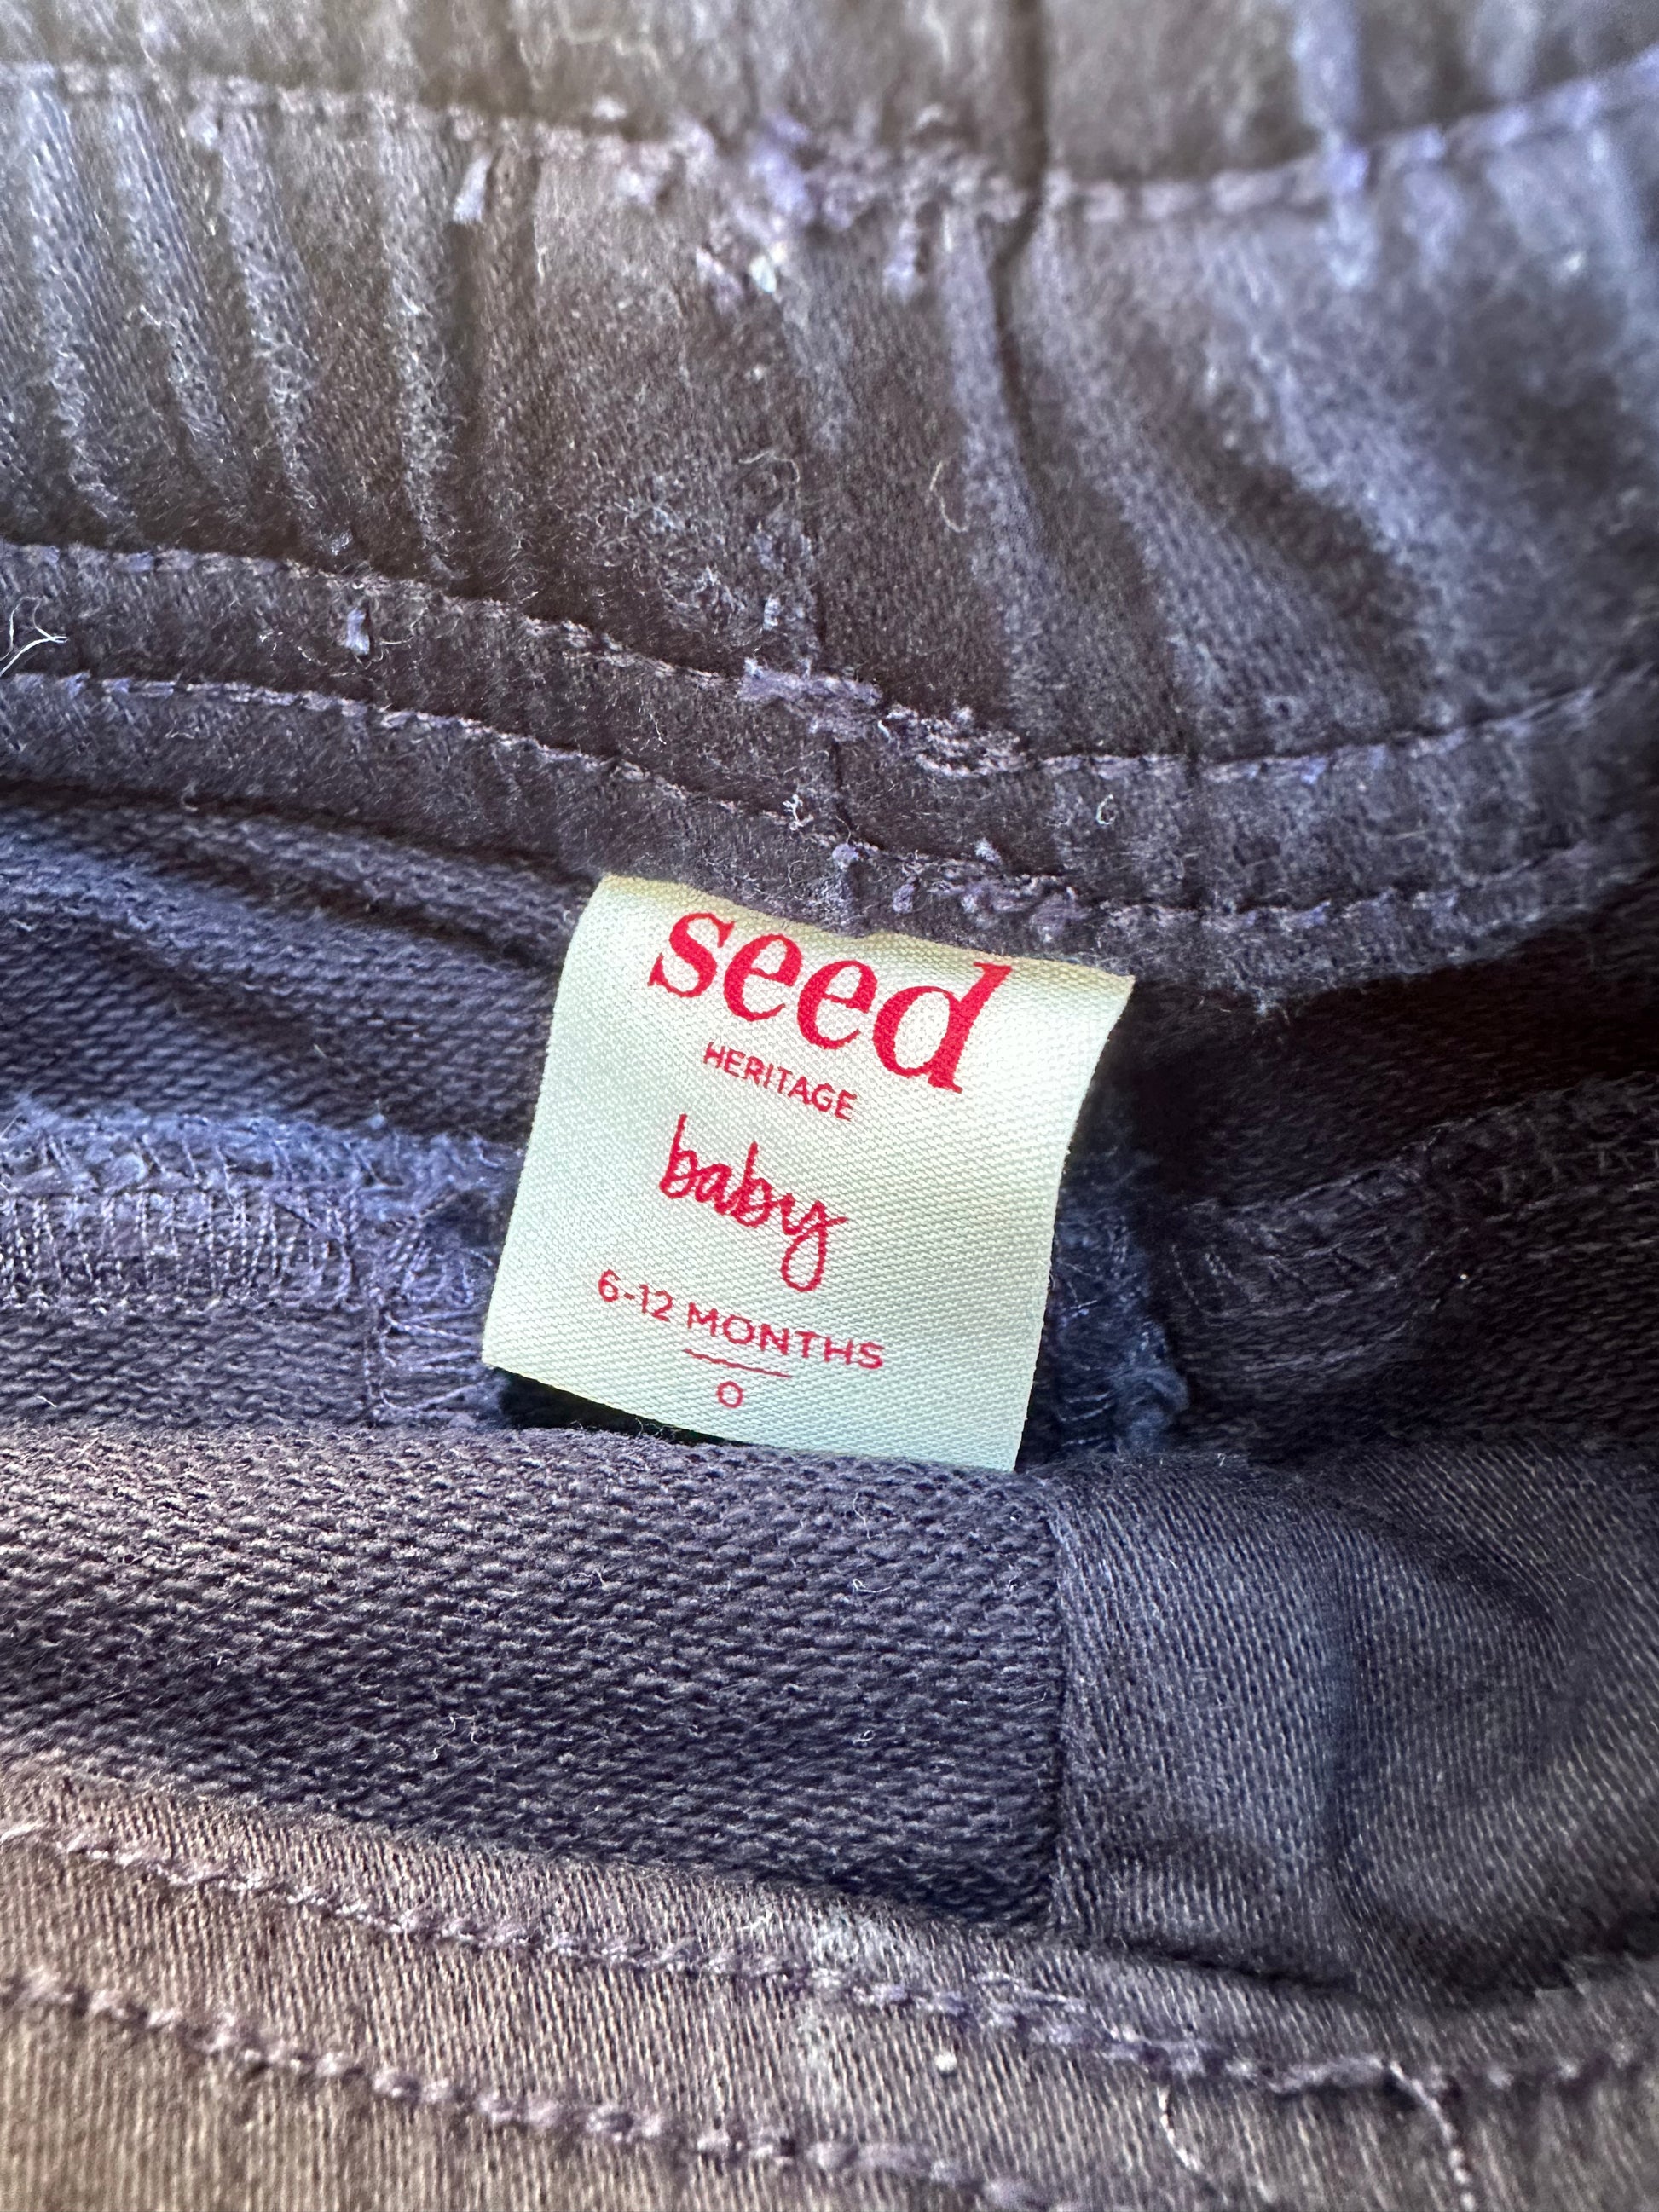 seed
HERITAGE
baby
6-12 MONTHS
0